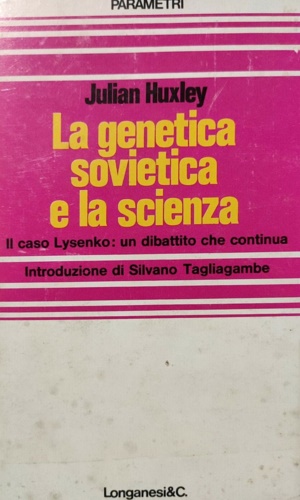 PARAMETRI
Julian Huxley
La genetica
sovietica
e la scienza
Il caso Lysenko: un dibattito che continua
Introduzione di Silvano Tagliagambe
Longanesi&C.